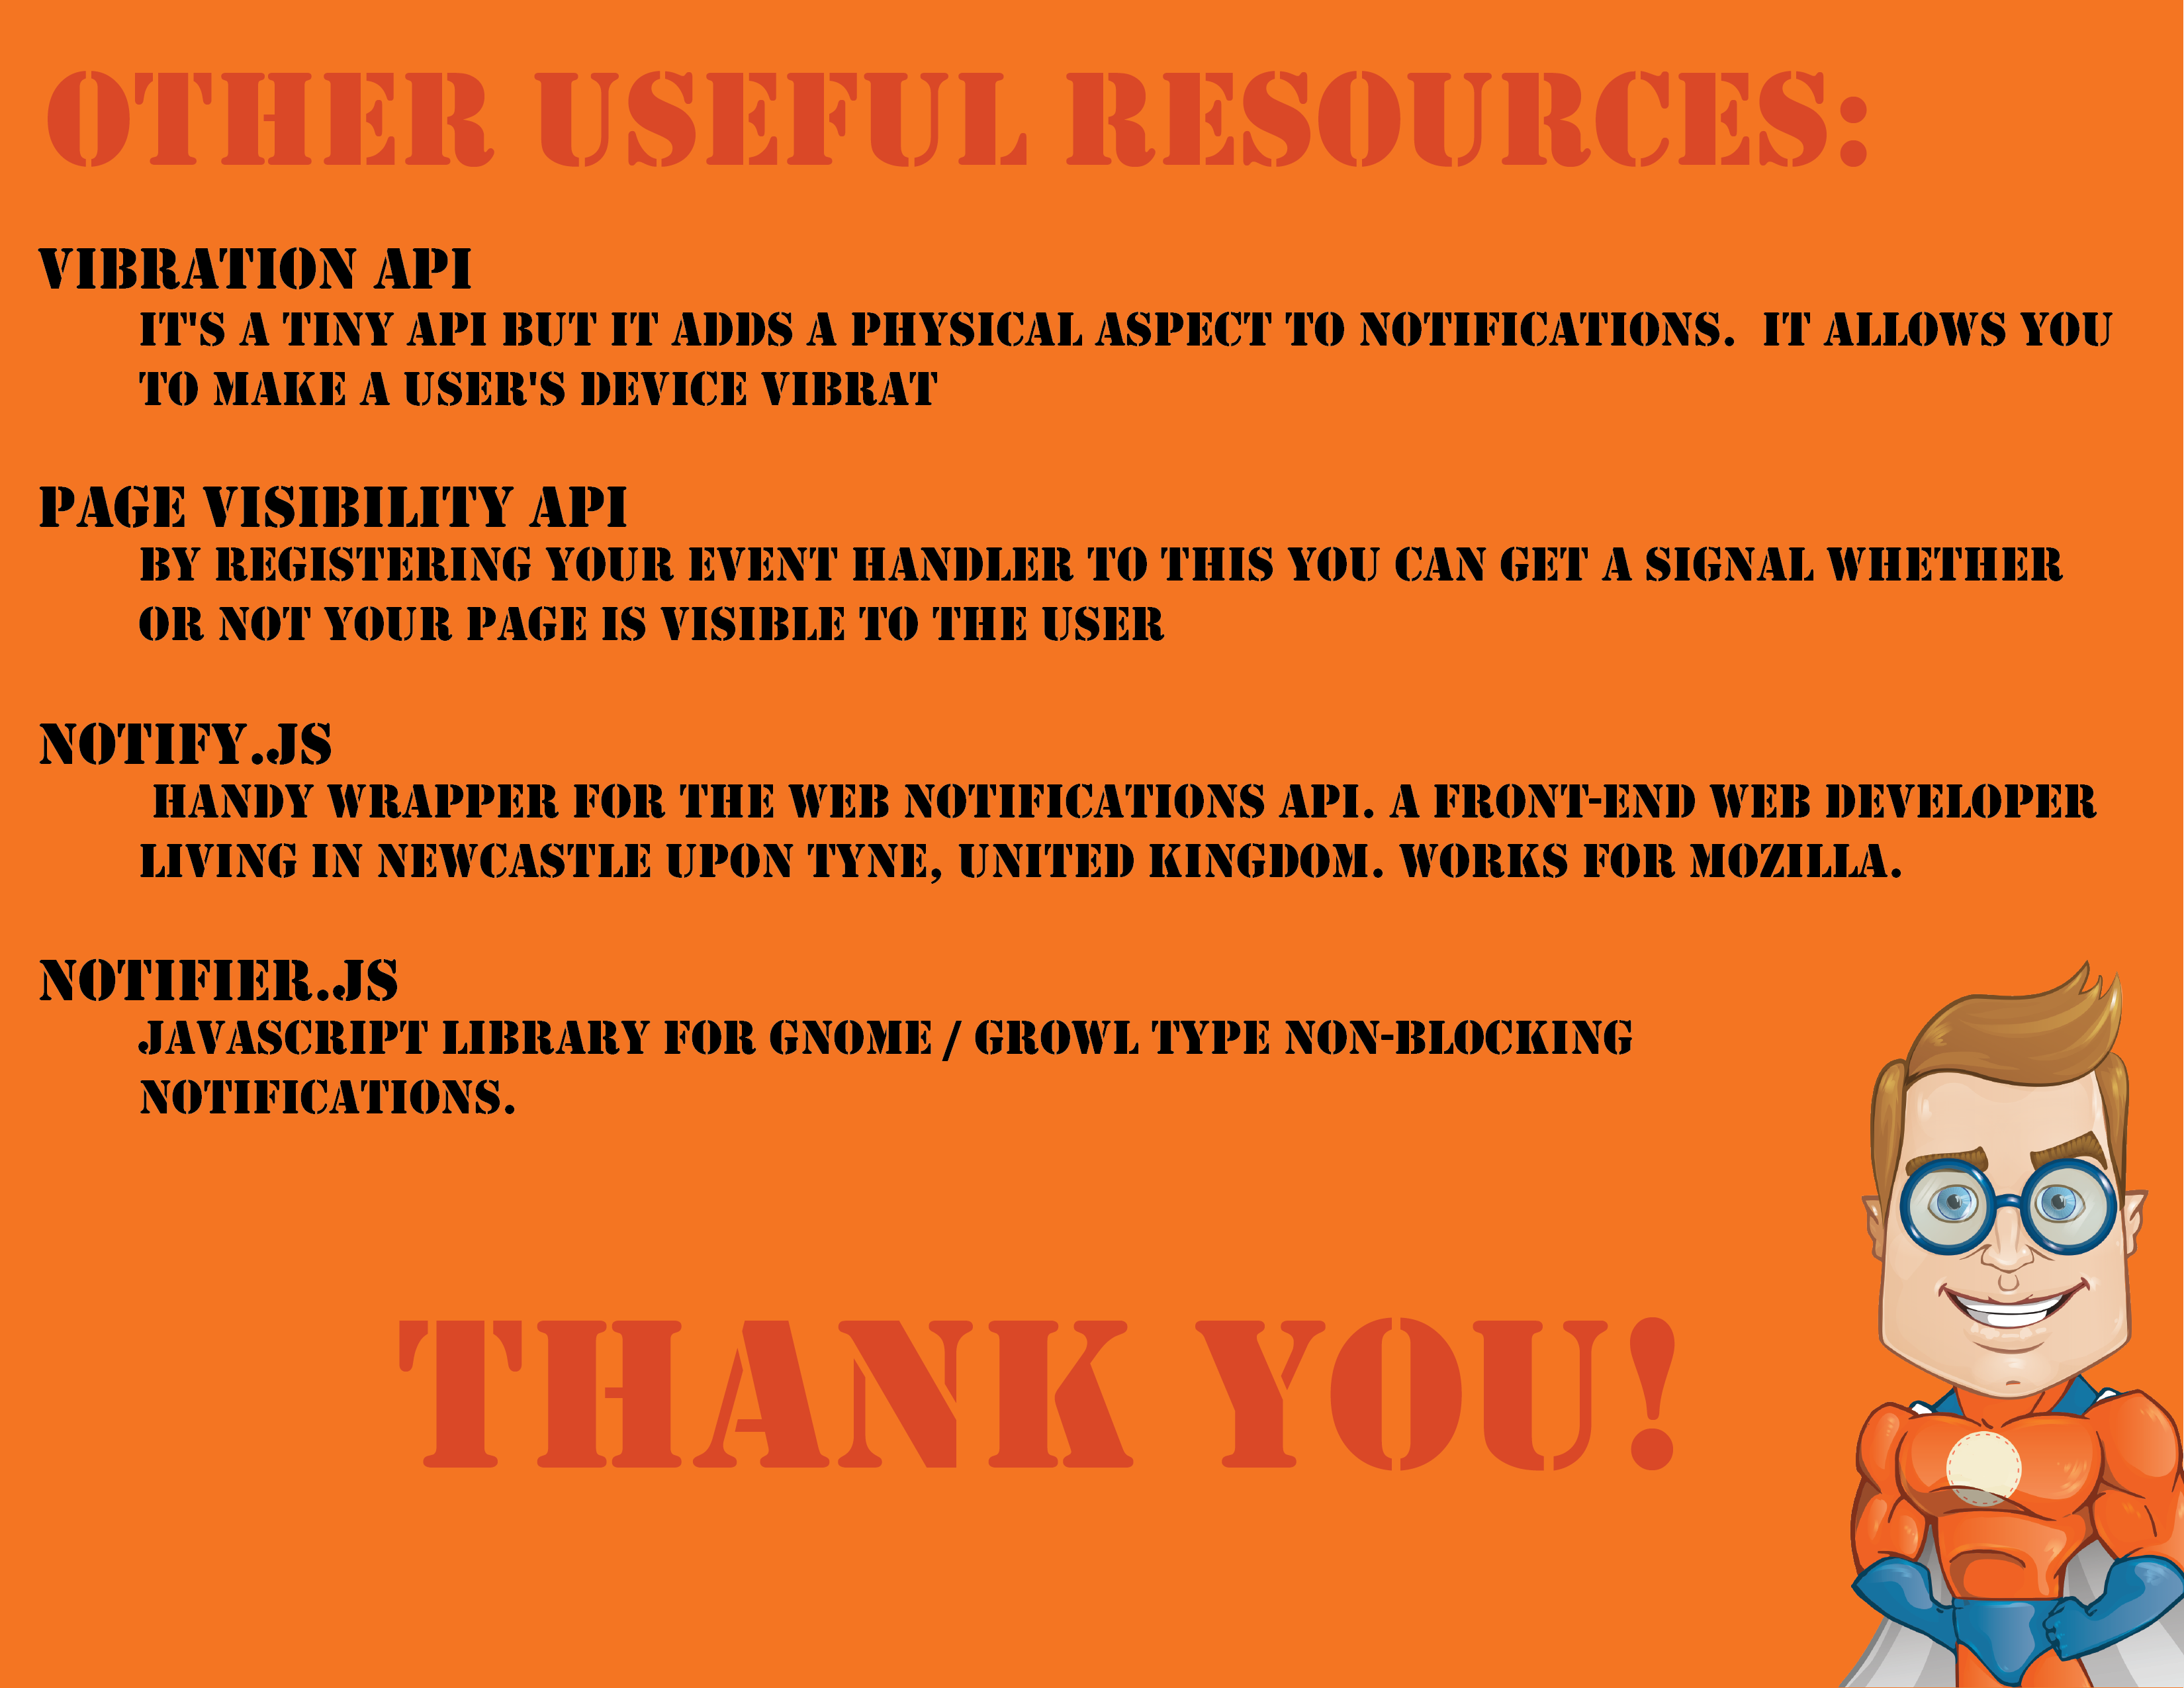 OTHER USEFUL RESOURCES:
VIBRATION API
IT'S A TINY API BUT IT ADDS A PHYSICAL ASPECT TO NOTIFICATIONS.  IT ALLOWS YOU
TO MAKE A USER'S DEVICE VIBRAT
PAGE VISIBILITY API
BY REGISTERING YOUR EVENT HANDLER TO THIS YOU CAN GET A SIGNAL WHETHER
OR NOT YOUR PAGE IS VISIBLE TO THE USER
NOTIFY.JS
HANDY WRAPPER FOR THE WEB NOTIFICATIONS API. A FRONT-END WEB DEVELOPER
LIVING IN NEWCASTLE UPON TYNE, UNITED KINGDOM. WORKS FOR MOZILLA.
NOTIFIER.JS
JAVASCRIPT LIBRARY FOR GNOME / GROWL TYPE NON-BLOCKING
NOTIFICATIONS.
THANK YOU!